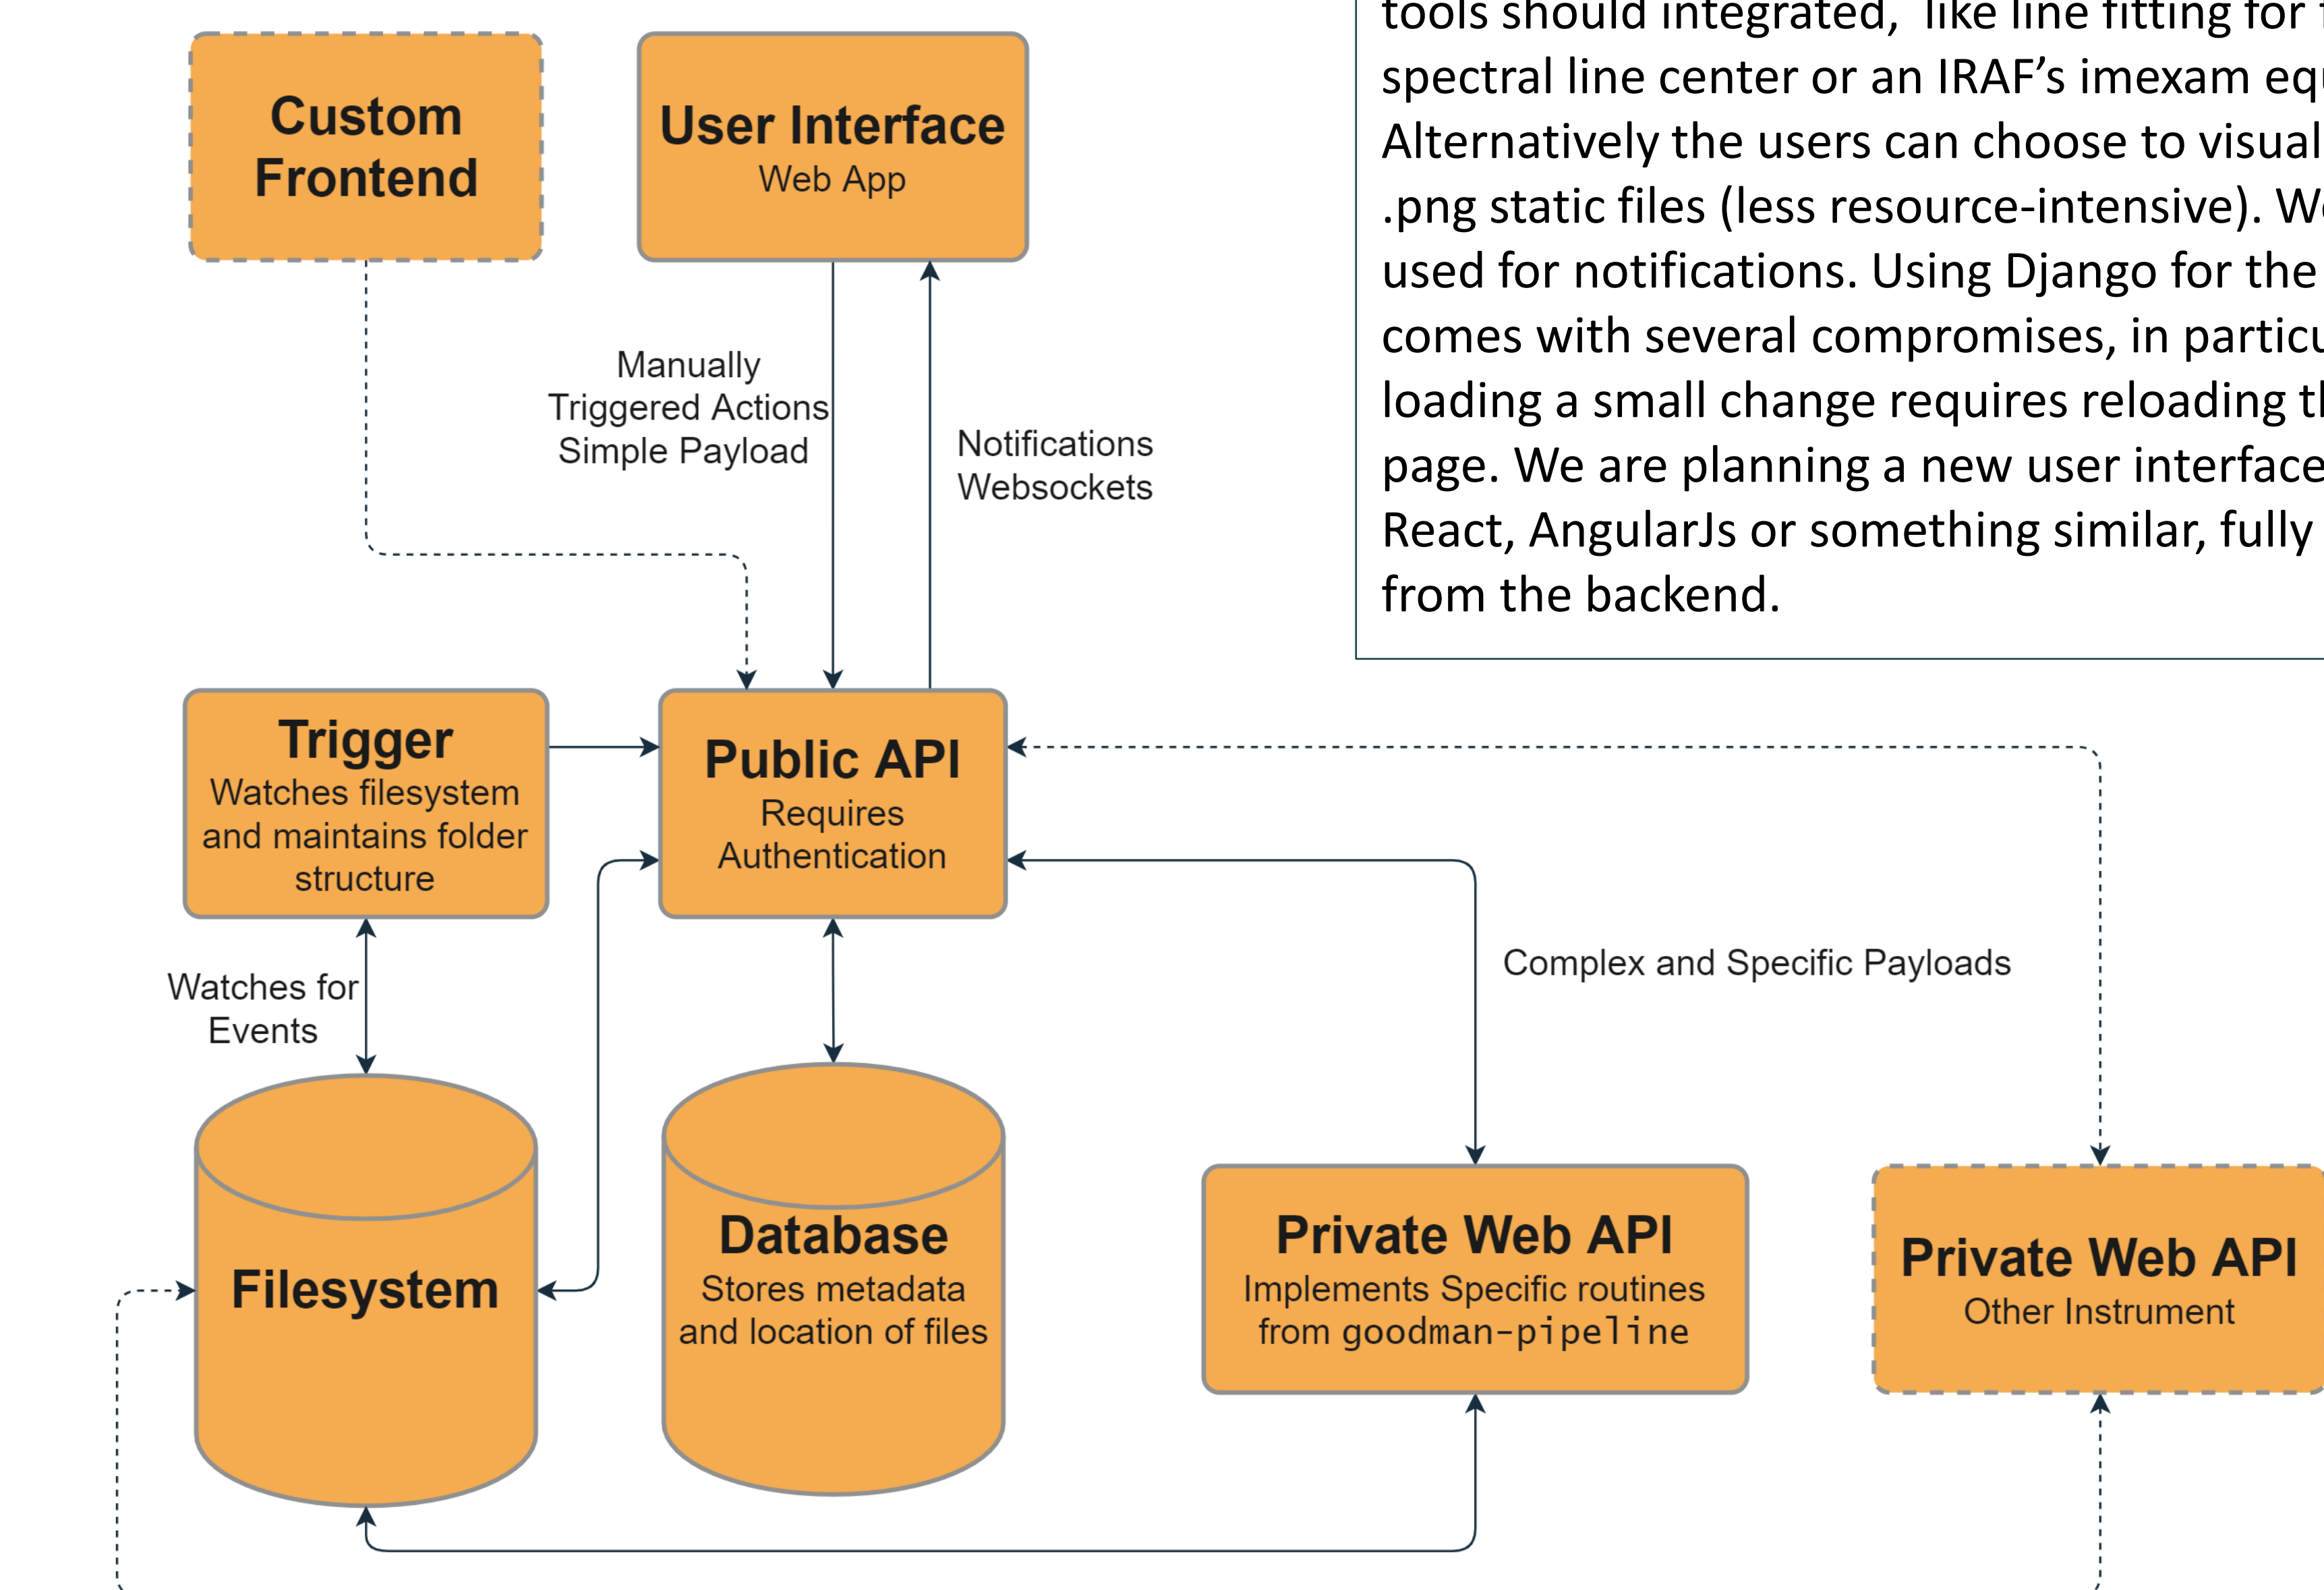 tools should integrated, like line fitting for
spectral line center or an IRAF’s imexam
Alternatively the users can choose to
.png static files (less resource-intensive).
used for notifications. Using Django for the
comes with several compromises, in
loading a small change requires reloading
page. We are planning a new user interface
React, AngularJs or something similar, fully
from the backend.
Custom
Frontend
User Interface
Web App
Manually
Triggered Actions
Simple Payload
Notifications
Websockets
Trigger
Watches filesystem
and maintains folder
structure
Public API
Requires
Authentication
Watches for
Events
Complex and Specific Payloads
Filesystem
Database
Stores metadata
and location of files
Private Web API
Implements Specific routines
from goodman-pipeline
Private Web API
Other Instrument